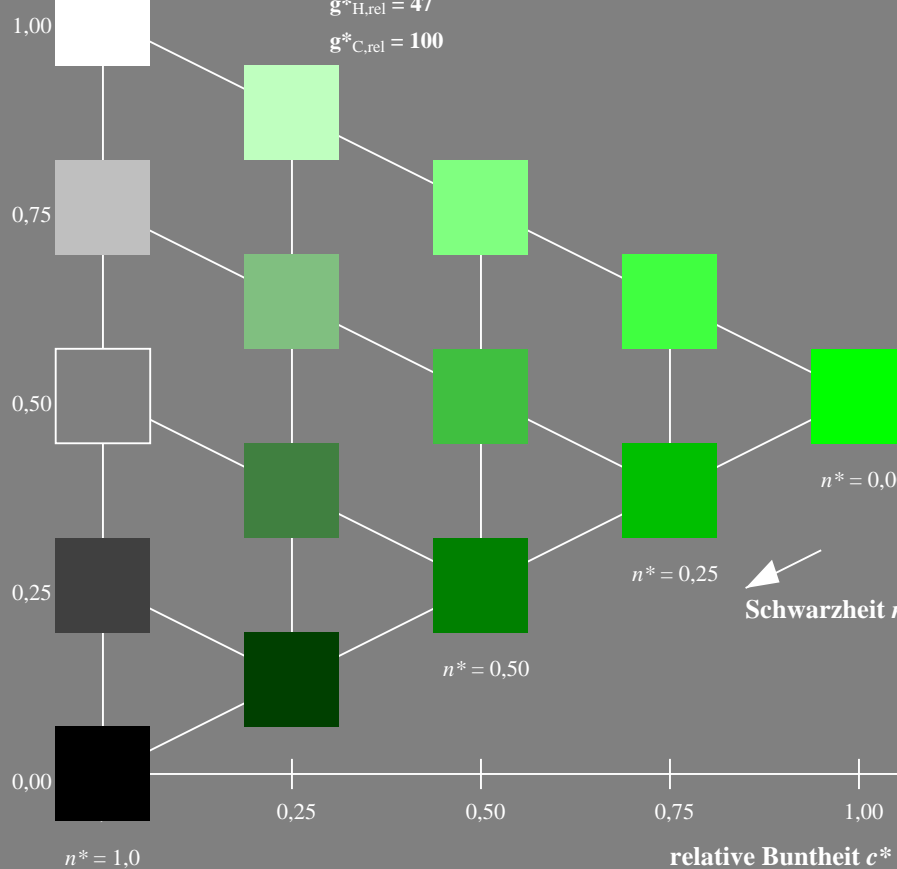 g*H,rel = 47
1,00
g*C,rel = 100
0,75
0,50
n* = 0,0
n* = 0,25
0,25
Schwarzheit
n* = 0,50
0,00
0,25 0,50 0,75 1,00
n* = 1,0
relative Buntheit c*